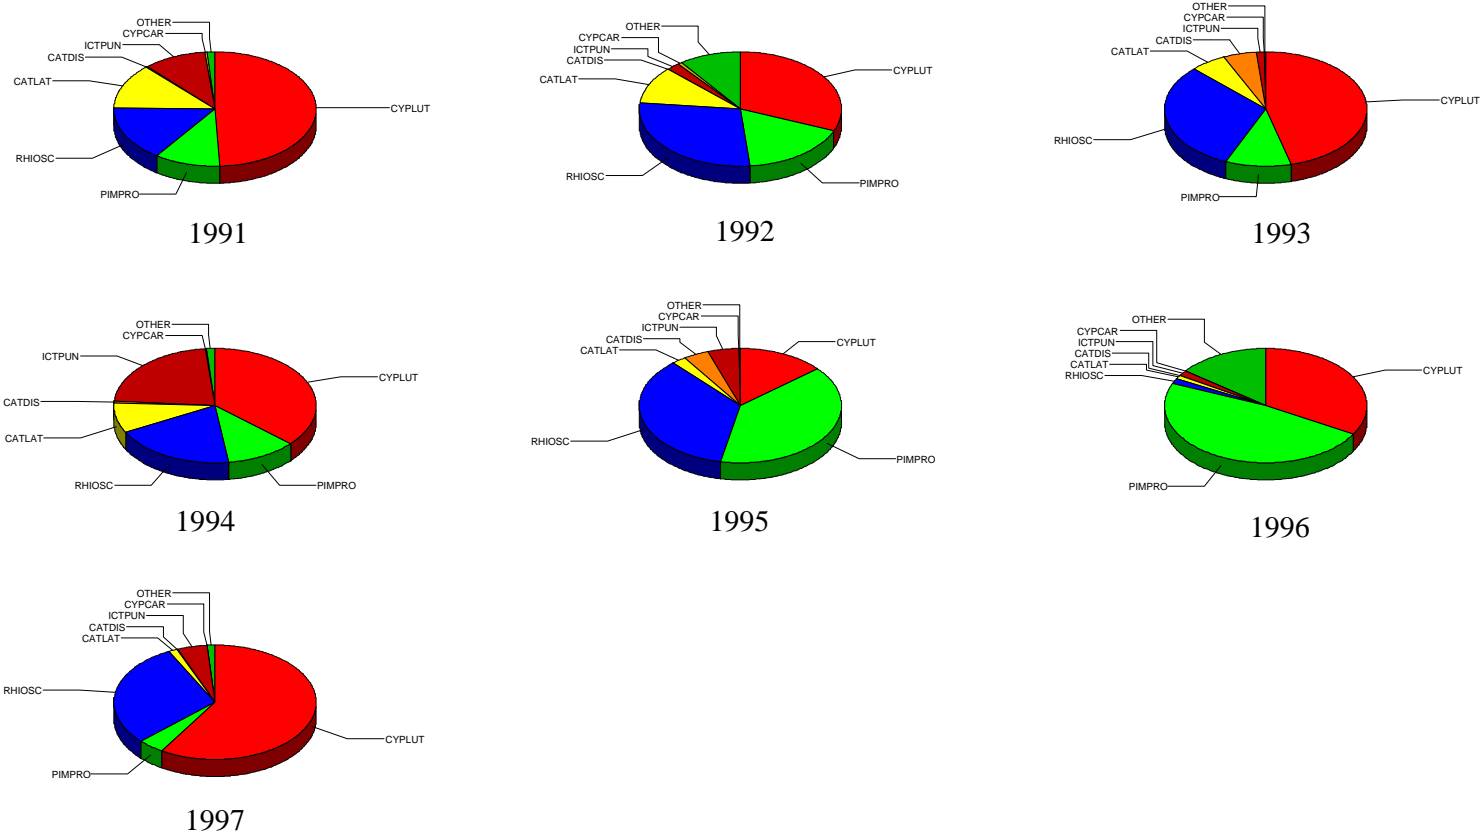 OTHER
CYPCAR
ICTPUN
CATDIS
CATLAT
CYPLUT
RHIOSC
PIMPRO
1991
OTHER
CYPCAR
ICTPUN
CATDIS
CATLAT
CYPLUT
RHIOSC
PIMPRO
1992
OTHER
CYPCAR
ICTPUN
CATDIS
CATLAT
CYPLUT
RHIOSC
PIMPRO
1993
OTHER
CYPCAR
ICTPUN
CYPLUT
CATDIS
CATLAT
RHIOSC
PIMPRO
1994
OTHER
CYPCAR
ICTPUN
CATDIS
CYPLUT
CATLAT
RHIOSC
PIMPRO
1995
OTHER
CYPCAR
ICTPUN
CATDIS
CATLAT
CYPLUT
RHIOSC
PIMPRO
1996
OTHER
CYPCAR
ICTPUN
CATDIS
CATLAT
RHIOSC
CYPLUT
PIMPRO
1997